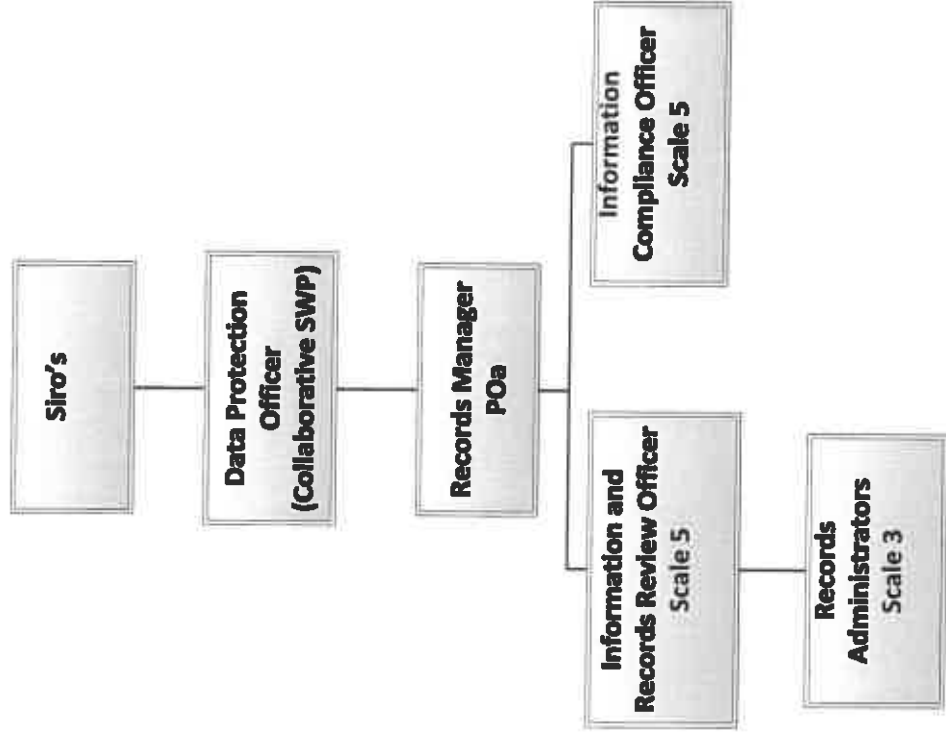 Siro's
Data Protection
Officer
(Collaborative SWP)
Records Manager
POa
Information and
Records Review Officer
Scale 5
Information
Compliance Officer
Scale 5
Records
Administrators
Scale 3